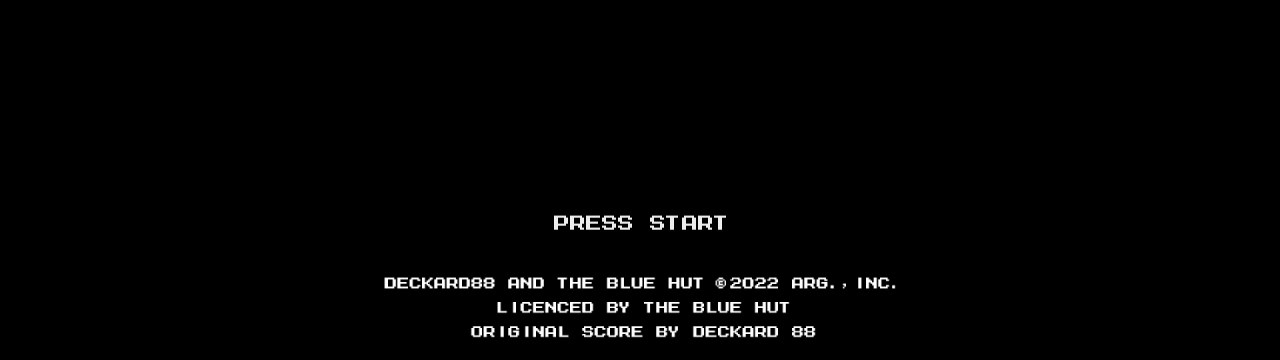 PRESS START
DECKARD88 AND THE BLUE HUT ©2022 ARG., INC.
LICENCED BY THE BLUE HUT
ORIGINAL SCORE BY DECKARD 88